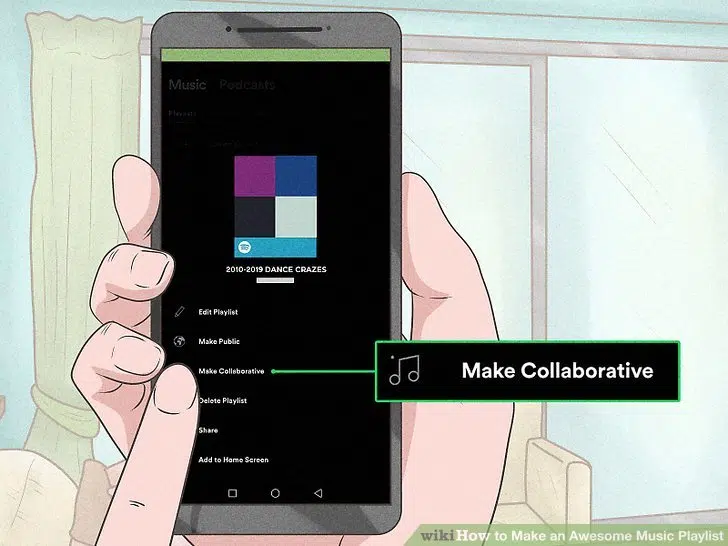 Music Podcasts
Playlists
2010-2019 DANCE CRAZES
Edit Playlist
Make Public
Make Collaborative
Make Collaborative
Delete Playlist
Share
Add to Home Screen
wikiHow to Make an Awesome Music Playlist